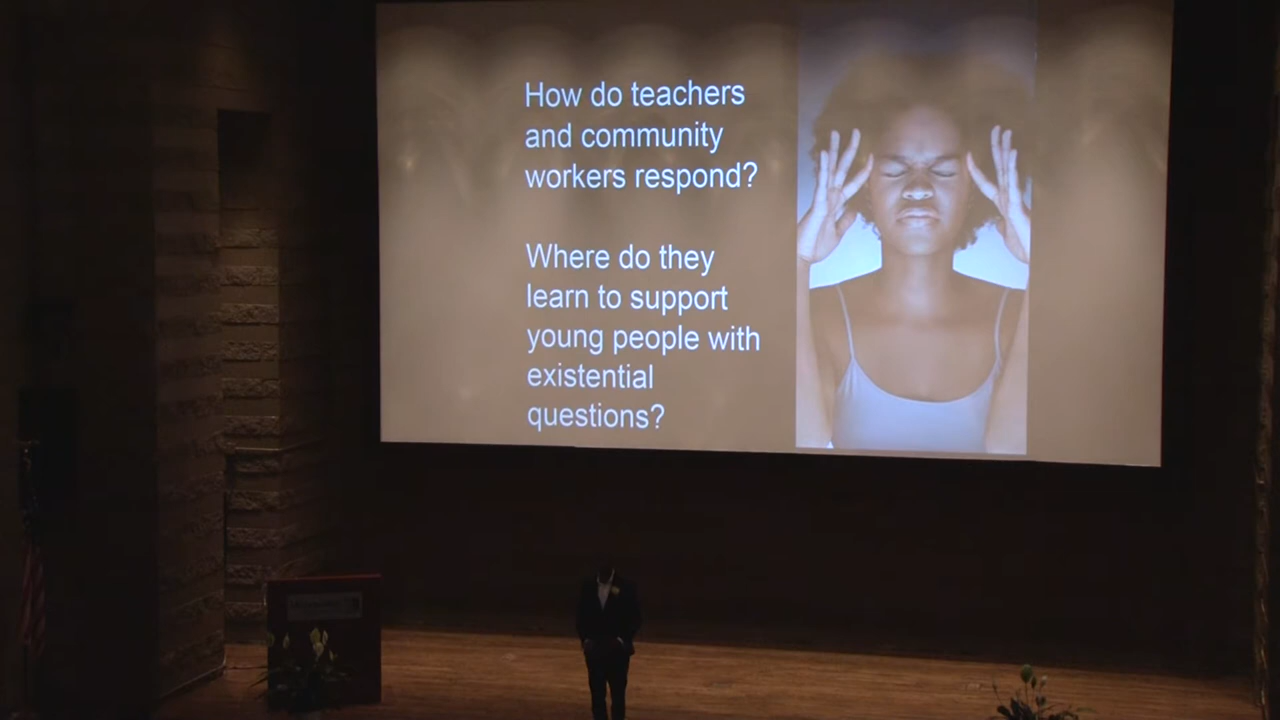 How do teachers
and community
workers respond?
Where do they
learn to support
young people with
existential
questions?